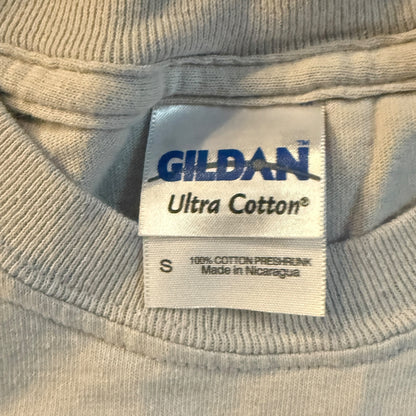 GILDAN™
Ultra Cotton®
S
100% COTTON PRESHRUNK
Made in Nicaragua